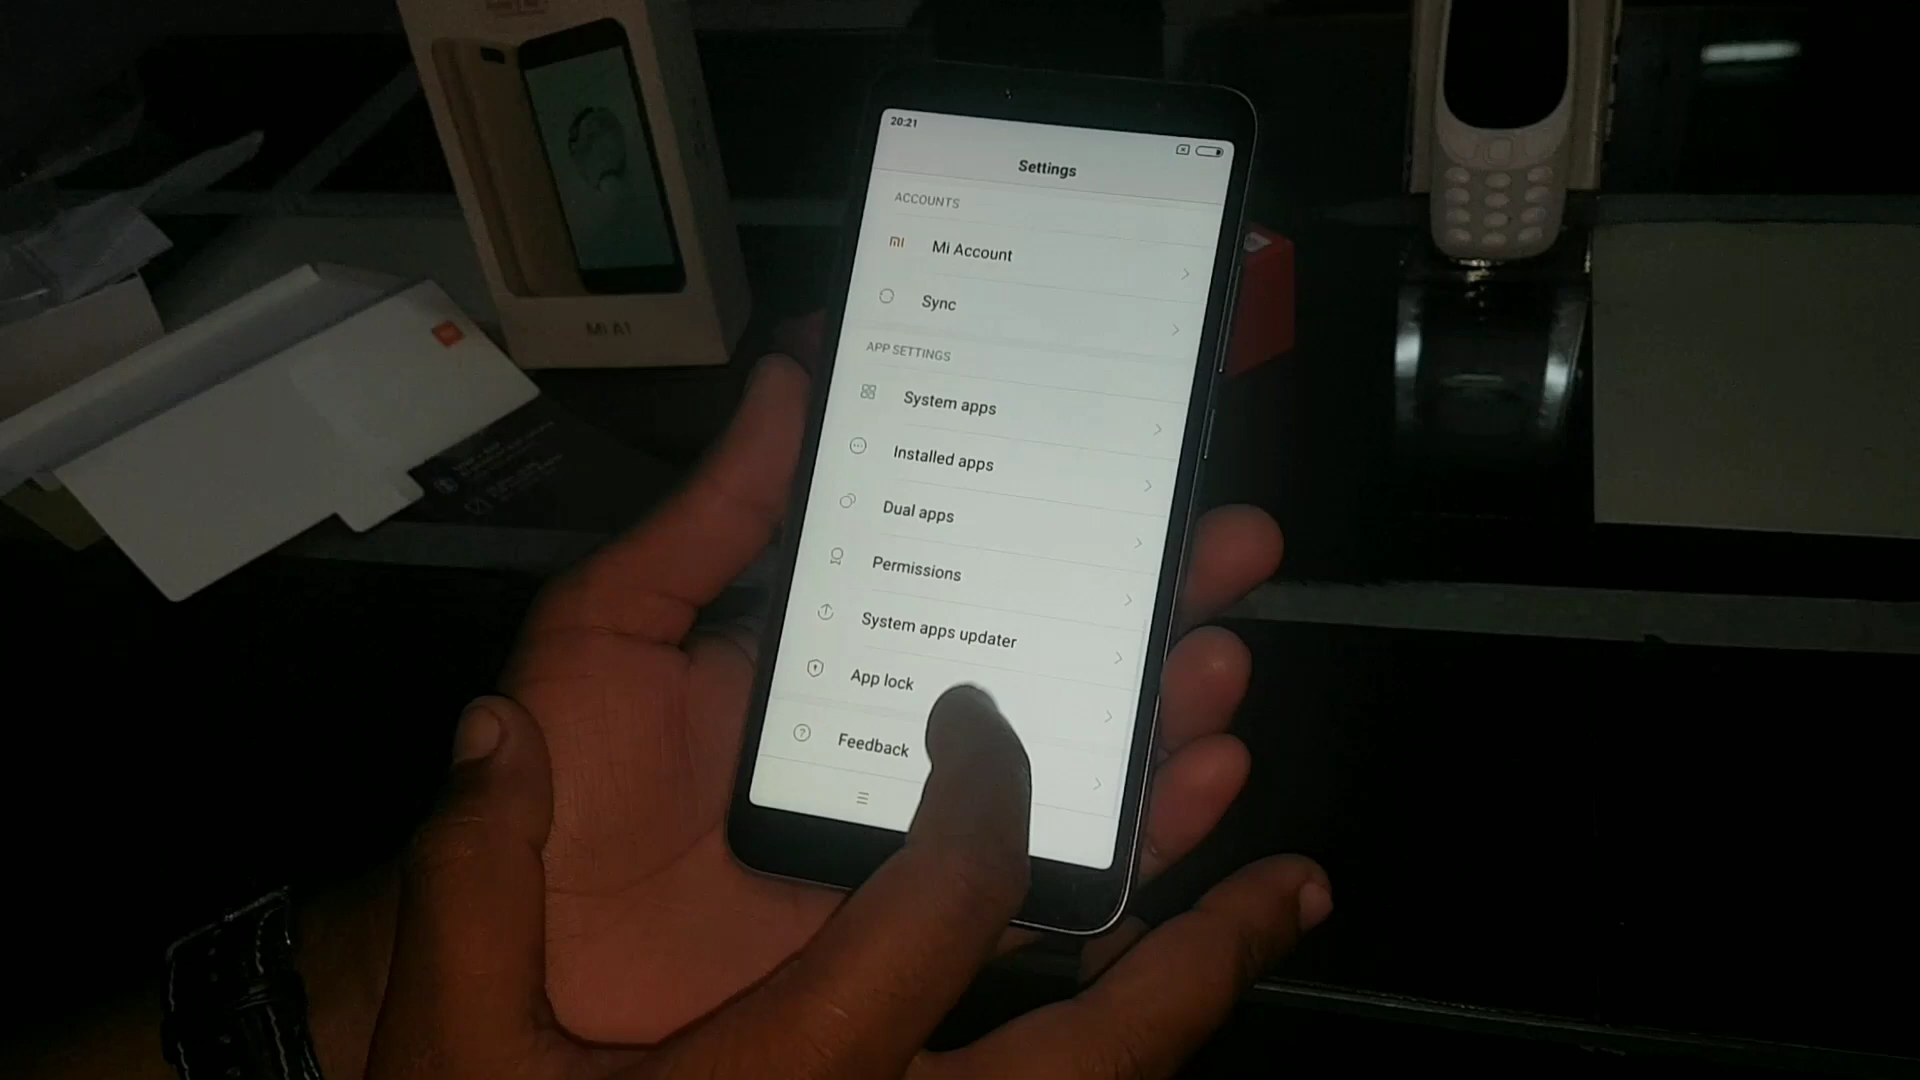 20:21
Settings
ACCOUNTS
Mi Account
Sync
APP SETTINGS
System apps
Installed apps
Dual apps
Permissions
System apps updater
App lock
Feedback
Mi A1